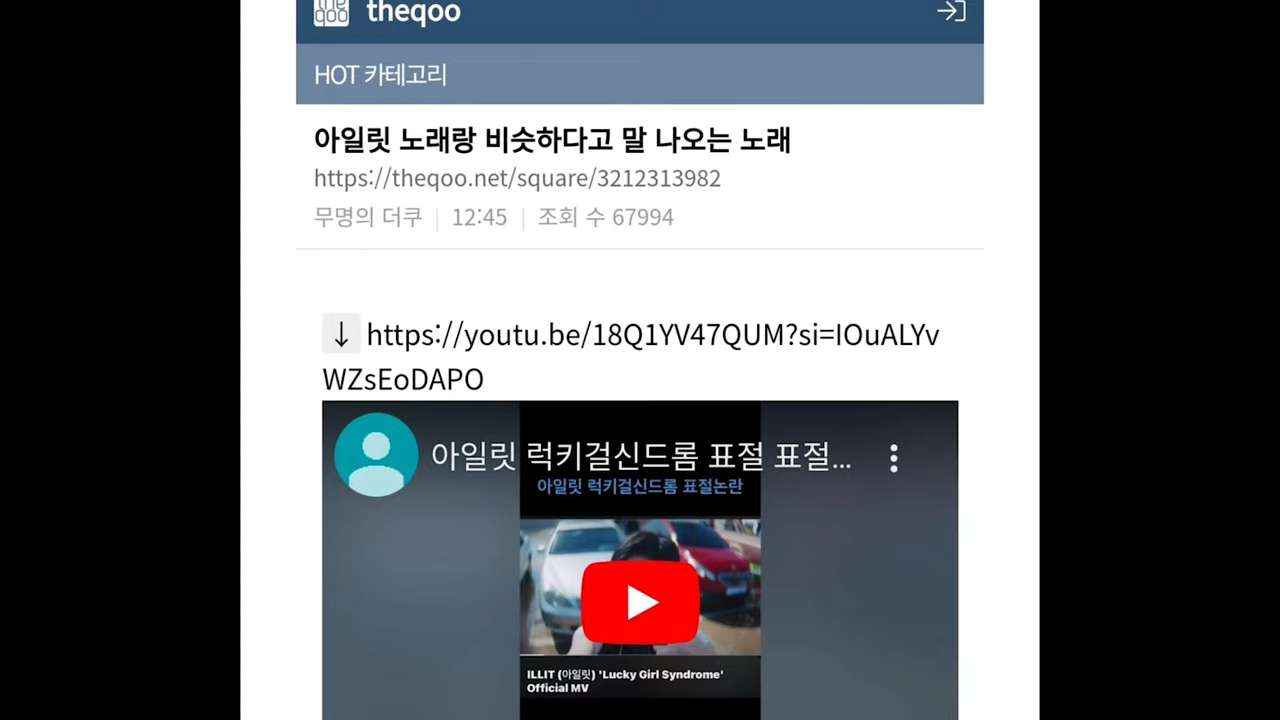 the qoo theqoo
HOT 카테고리
아일릿 노래랑 비슷하다고 말 나오는 노래
https://theqoo.net/square/3212313982
무명의 더쿠 | 12:45 | 조회 수 67994
↓ https://youtu.be/18Q1YV47QUM?si=IOuALYv
WZsEoDAPO
아일릿 럭키걸신드롬 표절 표절...
아일릿 럭키걸신드롬 표절논란
ILLIT (아일릿) 'Lucky Girl Syndrome'
Official MV